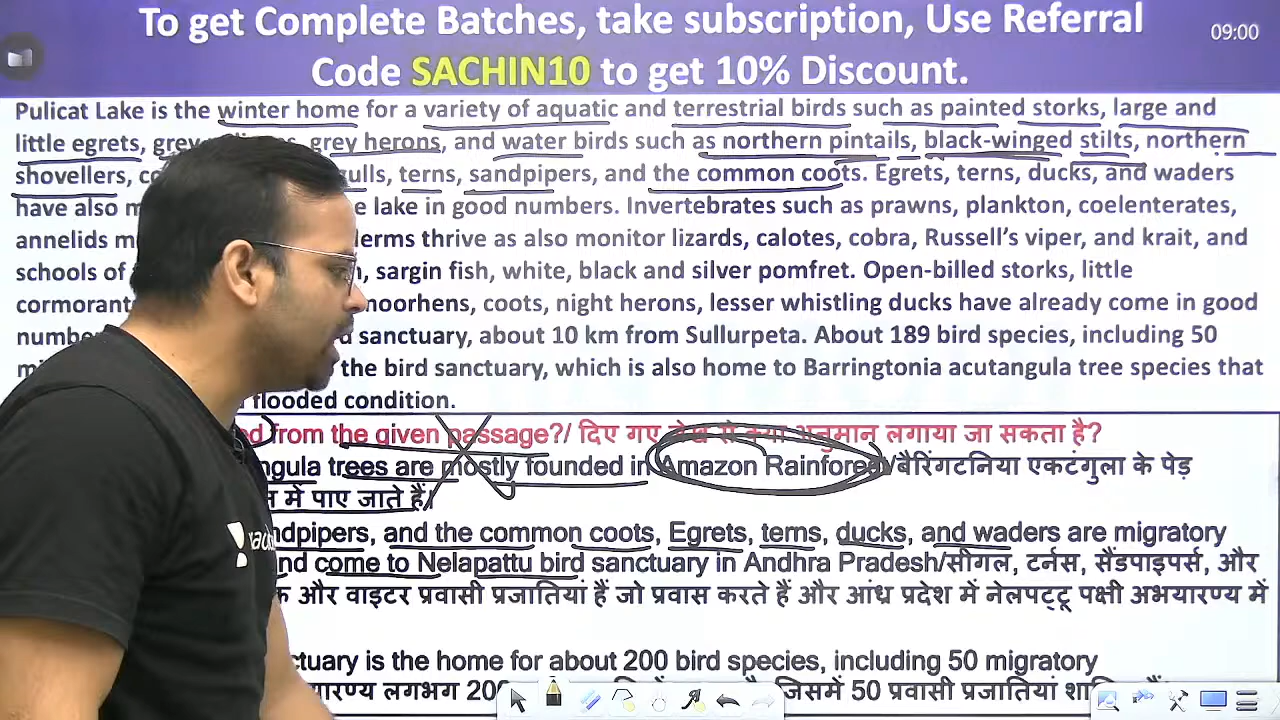 To get Complete Batches, take subscription, Use Referral
09:00
Code SACHIN10 to get 10% Discount.
Pulicat Lake is the winter home for a variety of aquatic and terrestrial birds such as painted storks, large and
little egrets, grey grey herons, and water birds such as northern pintails, black-winged stilts, northern
shovellers, terns, sandpipers, and the common coots. Egrets, terns, ducks, and waders
have also lake in good numbers. Invertebrates such as prawns, plankton, coelenterates,
annelids thrive as also monitor lizards, calotes, cobra, Russell's viper, and krait, and
schools of sargin fish, white, black and silver pomfret. Open-billed storks, little
coots, night herons, lesser whistling ducks have already come in good
sanctuary, about 10 km from Sullurpeta. About 189 bird species, including 50
the bird sanctuary, which is also home to Barringtonia acutangula tree species that
flooded condition.
from the given passage?/ दिए गए लेख से क्या अनुमान लगाया जा सकता है?
trees are mostly founded in Amazon /बैरिंगटनिया एकटंगुला के पेड़
में पाए जाते हैं।
and the common coots, Egrets, terns, ducks, and waders are migratory
come to Nelapattu bird sanctuary in Andhra Pradesh/सीगल, टर्नस, सैंडपाइपर्स, और
और वाइटर प्रवासी प्रजातियां हैं जो प्रवास करते हैं और आंध्र प्रदेश में नेलपट्टू पक्षी अभयारण्य में
is the home for about 200 bird species, including 50 migratory
लगभग जिसमें 50 प्रवासी प्रजातियां